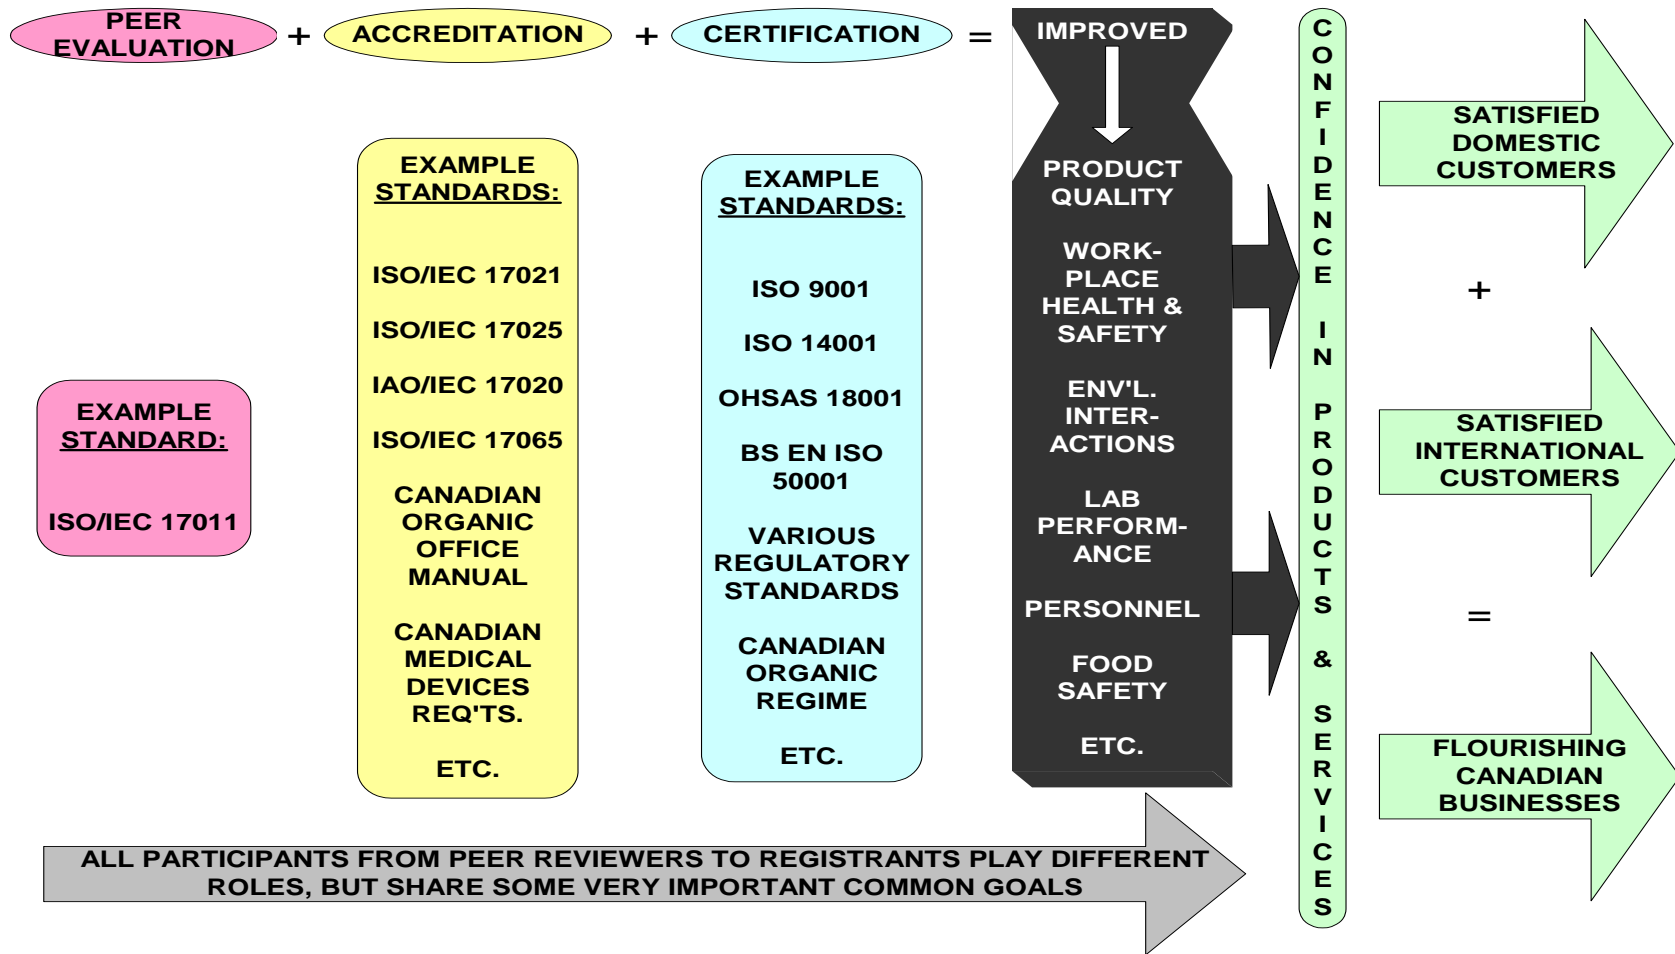 PEER
EVALUATION
+
ACCREDITATION
+
CERTIFICATION
=
IMPROVED
EXAMPLE
STANDARD:
ISO/IEC 17011
EXAMPLE
STANDARDS:
ISO/IEC 17021
ISO/IEC 17025
IAO/IEC 17020
ISO/IEC 17065
CANADIAN
ORGANIC
OFFICE
MANUAL
CANADIAN
MEDICAL
DEVICES
REQ'TS.
ETC.
EXAMPLE
STANDARDS:
ISO 9001
ISO 14001
OHSAS 18001
BS EN ISO
50001
VARIOUS
REGULATORY
STANDARDS
CANADIAN
ORGANIC
REGIME
ETC.
PRODUCT
QUALITY
WORK-
PLACE
HEALTH &
SAFETY
ENV'L.
INTER-
ACTIONS
LAB
PERFORM-
ANCE
PERSONNEL
FOOD
SAFETY
ETC.
CONFIDENCE IN PRODUCTS & SERVICES
SATISFIED
DOMESTIC
CUSTOMERS
+
SATISFIED
INTERNATIONAL
CUSTOMERS
=
FLOURISHING
CANADIAN
BUSINESSES
ALL PARTICIPANTS FROM PEER REVIEWERS TO REGISTRANTS PLAY DIFFERENT
ROLES, BUT SHARE SOME VERY IMPORTANT COMMON GOALS